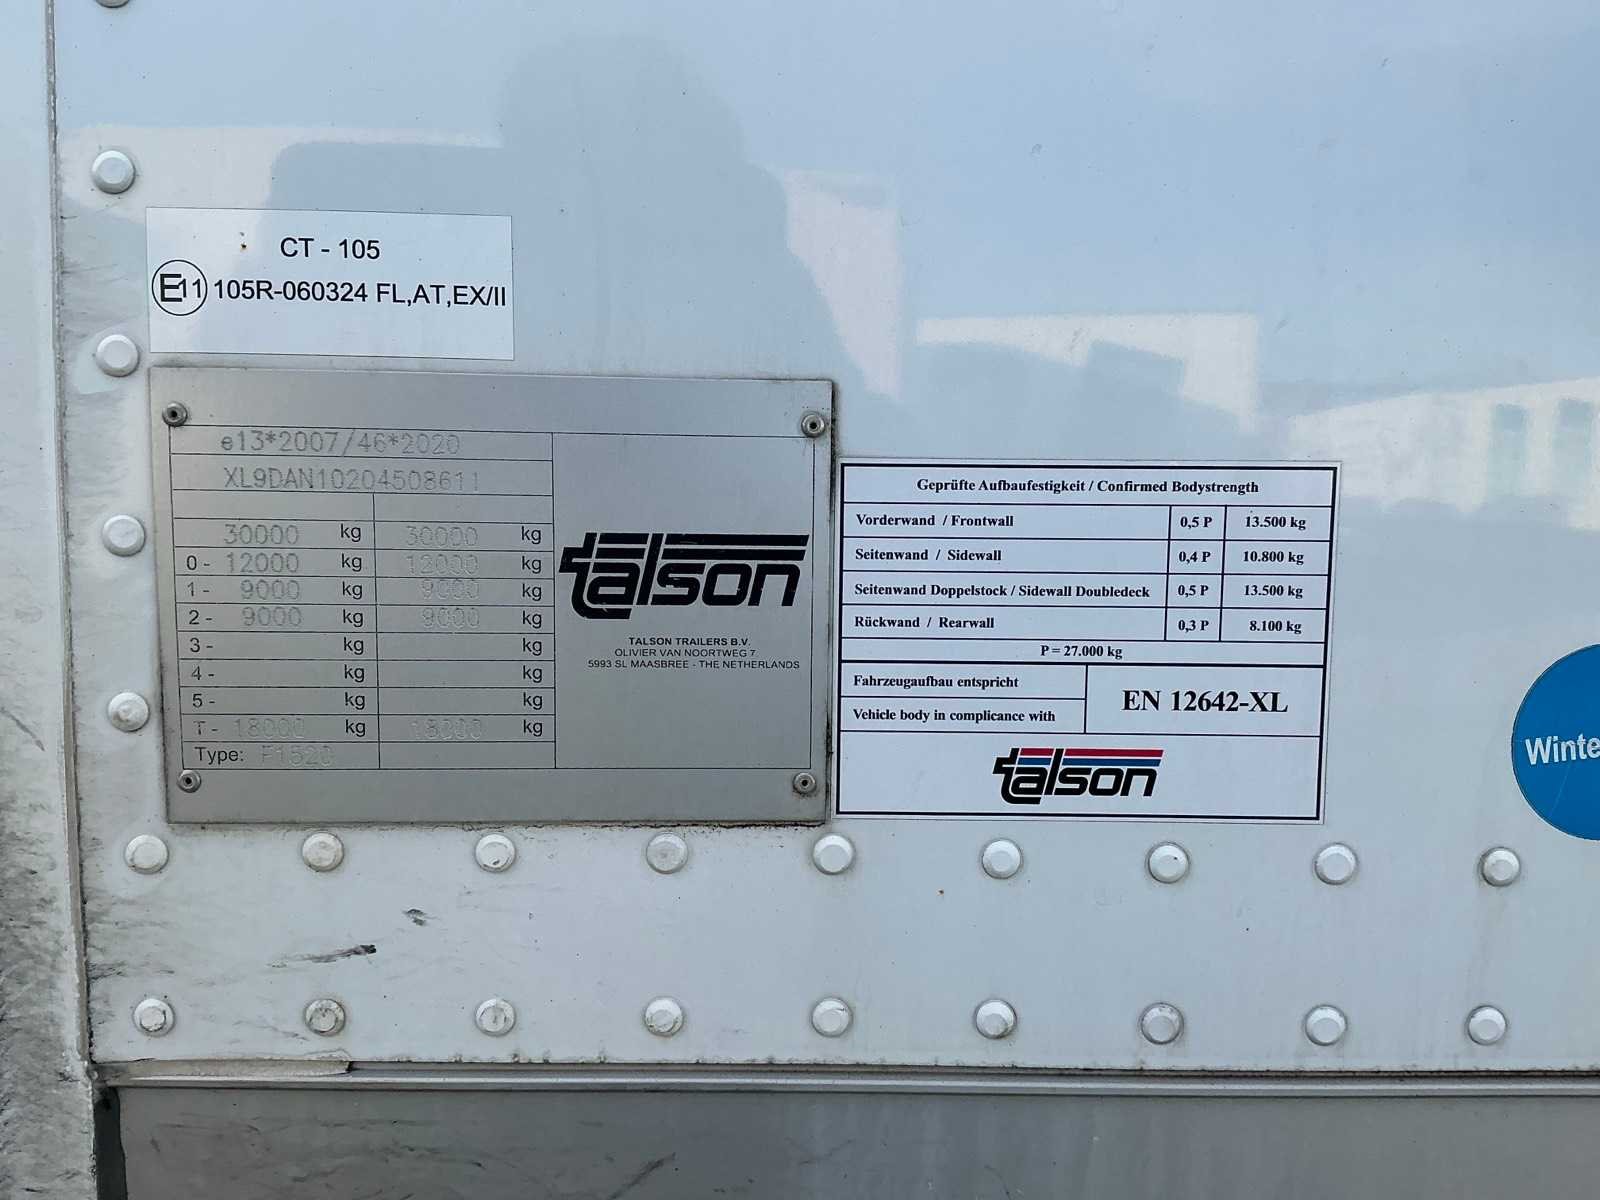 CT - 105
E11 105R-060324 FL,AT,EX/II
e13*2007/46*2020
XL9DAN10204508611
30000 kg 30000 kg
0 - 12000 kg 12000 kg
1 - 9000 kg 9000 kg
2 - 9000 kg 9000 kg
3 - kg kg
4 - kg kg
5 - kg kg
T - 18000 kg 18000 kg
Type: F1520
talson
TALSON TRAILERS B.V.
OLIVIER VAN NOORTWEG 7
5993 SL MAASBREE - THE NETHERLANDS
Geprüfte Aufbaufestigkeit / Confirmed Bodystrength
Vorderwand / Frontwall 0,5 P 13.500 kg
Seitenwand / Sidewall 0,4 P 10.800 kg
Seitenwand Doppelstock / Sidewall Doubledeck 0,5 P 13.500 kg
Rückwand / Rearwall 0,3 P 8.100 kg
P = 27.000 kg
Fahrzeugaufbau entspricht
Vehicle body in complicance with
EN 12642-XL
talson
Winte